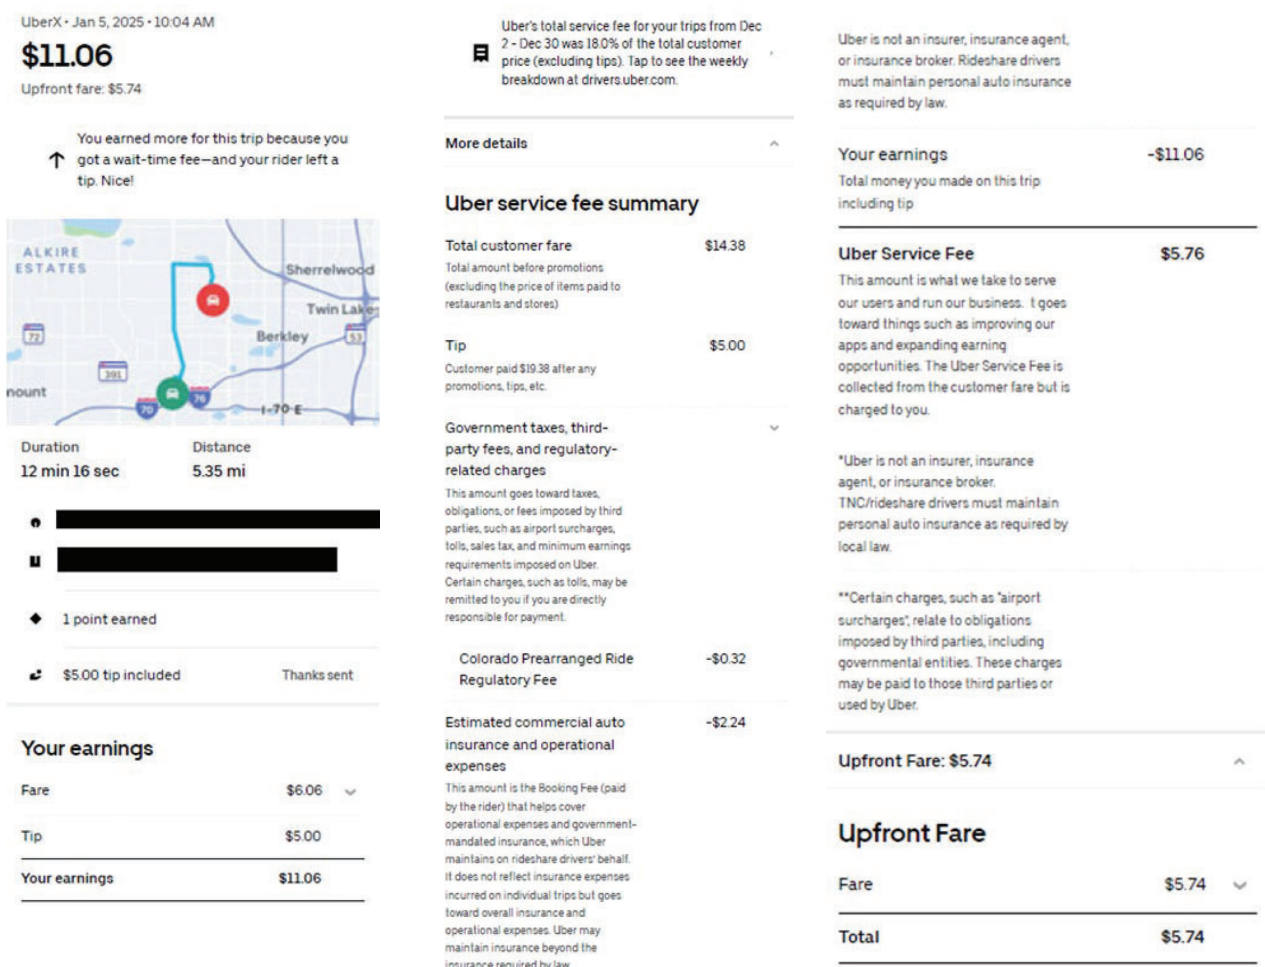 UberX • Jan 5, 2025 • 10:04 AM
$11.06
Upfront fare: $5.74
You earned more for this trip because you
got a wait-time fee—and your rider left a
tip. Nice!
ALKIRE
ESTATES
Sherrelwood
Twin Lake
72
Berkley
53
391
mount
70
76
I-70 E
Duration
Distance
12 min 16 sec
5.35 mi
1 point earned
$5.00 tip included
Thanks sent
Your earnings
Fare $6.06
Tip $5.00
Your earnings $11.06
Uber's total service fee for your trips from Dec
2 - Dec 30 was 18.0% of the total customer
price (excluding tips). Tap to see the weekly
breakdown at drivers.uber.com.
More details
Uber service fee summary
Total customer fare $14.38
Total amount before promotions
(excluding the price of items paid to
restaurants and stores)
Tip $5.00
Customer paid $19.38 after any
promotions, tips, etc.
Government taxes, third-
party fees, and regulatory-
related charges
This amount goes toward taxes,
obligations, or fees imposed by third
parties, such as airport surcharges,
tolls, sales tax, and minimum earnings
requirements imposed on Uber.
Certain charges, such as tolls, may be
remitted to you if you are directly
responsible for payment.
Colorado Prearranged Ride -$0.32
Regulatory Fee
Estimated commercial auto -$2.24
insurance and operational
expenses
This amount is the Booking Fee (paid
by the rider) that helps cover
operational expenses and government-
mandated insurance, which Uber
maintains on rideshare drivers' behalf.
It does not reflect insurance expenses
incurred on individual trips but goes
toward overall insurance and
operational expenses. Uber may
maintain insurance beyond the
insurance required by law.
Uber is not an insurer, insurance agent,
or insurance broker. Rideshare drivers
must maintain personal auto insurance
as required by law.
Your earnings -$11.06
Total money you made on this trip
including tip
Uber Service Fee $5.76
This amount is what we take to serve
our users and run our business. t goes
toward things such as improving our
apps and expanding earning
opportunities. The Uber Service Fee is
collected from the customer fare but is
charged to you.
*Uber is not an insurer, insurance
agent, or insurance broker.
TNC/rideshare drivers must maintain
personal auto insurance as required by
local law.
**Certain charges, such as "airport
surcharges", relate to obligations
imposed by third parties, including
governmental entities. These charges
may be paid to those third parties or
used by Uber.
Upfront Fare: $5.74
Upfront Fare
Fare $5.74
Total $5.74